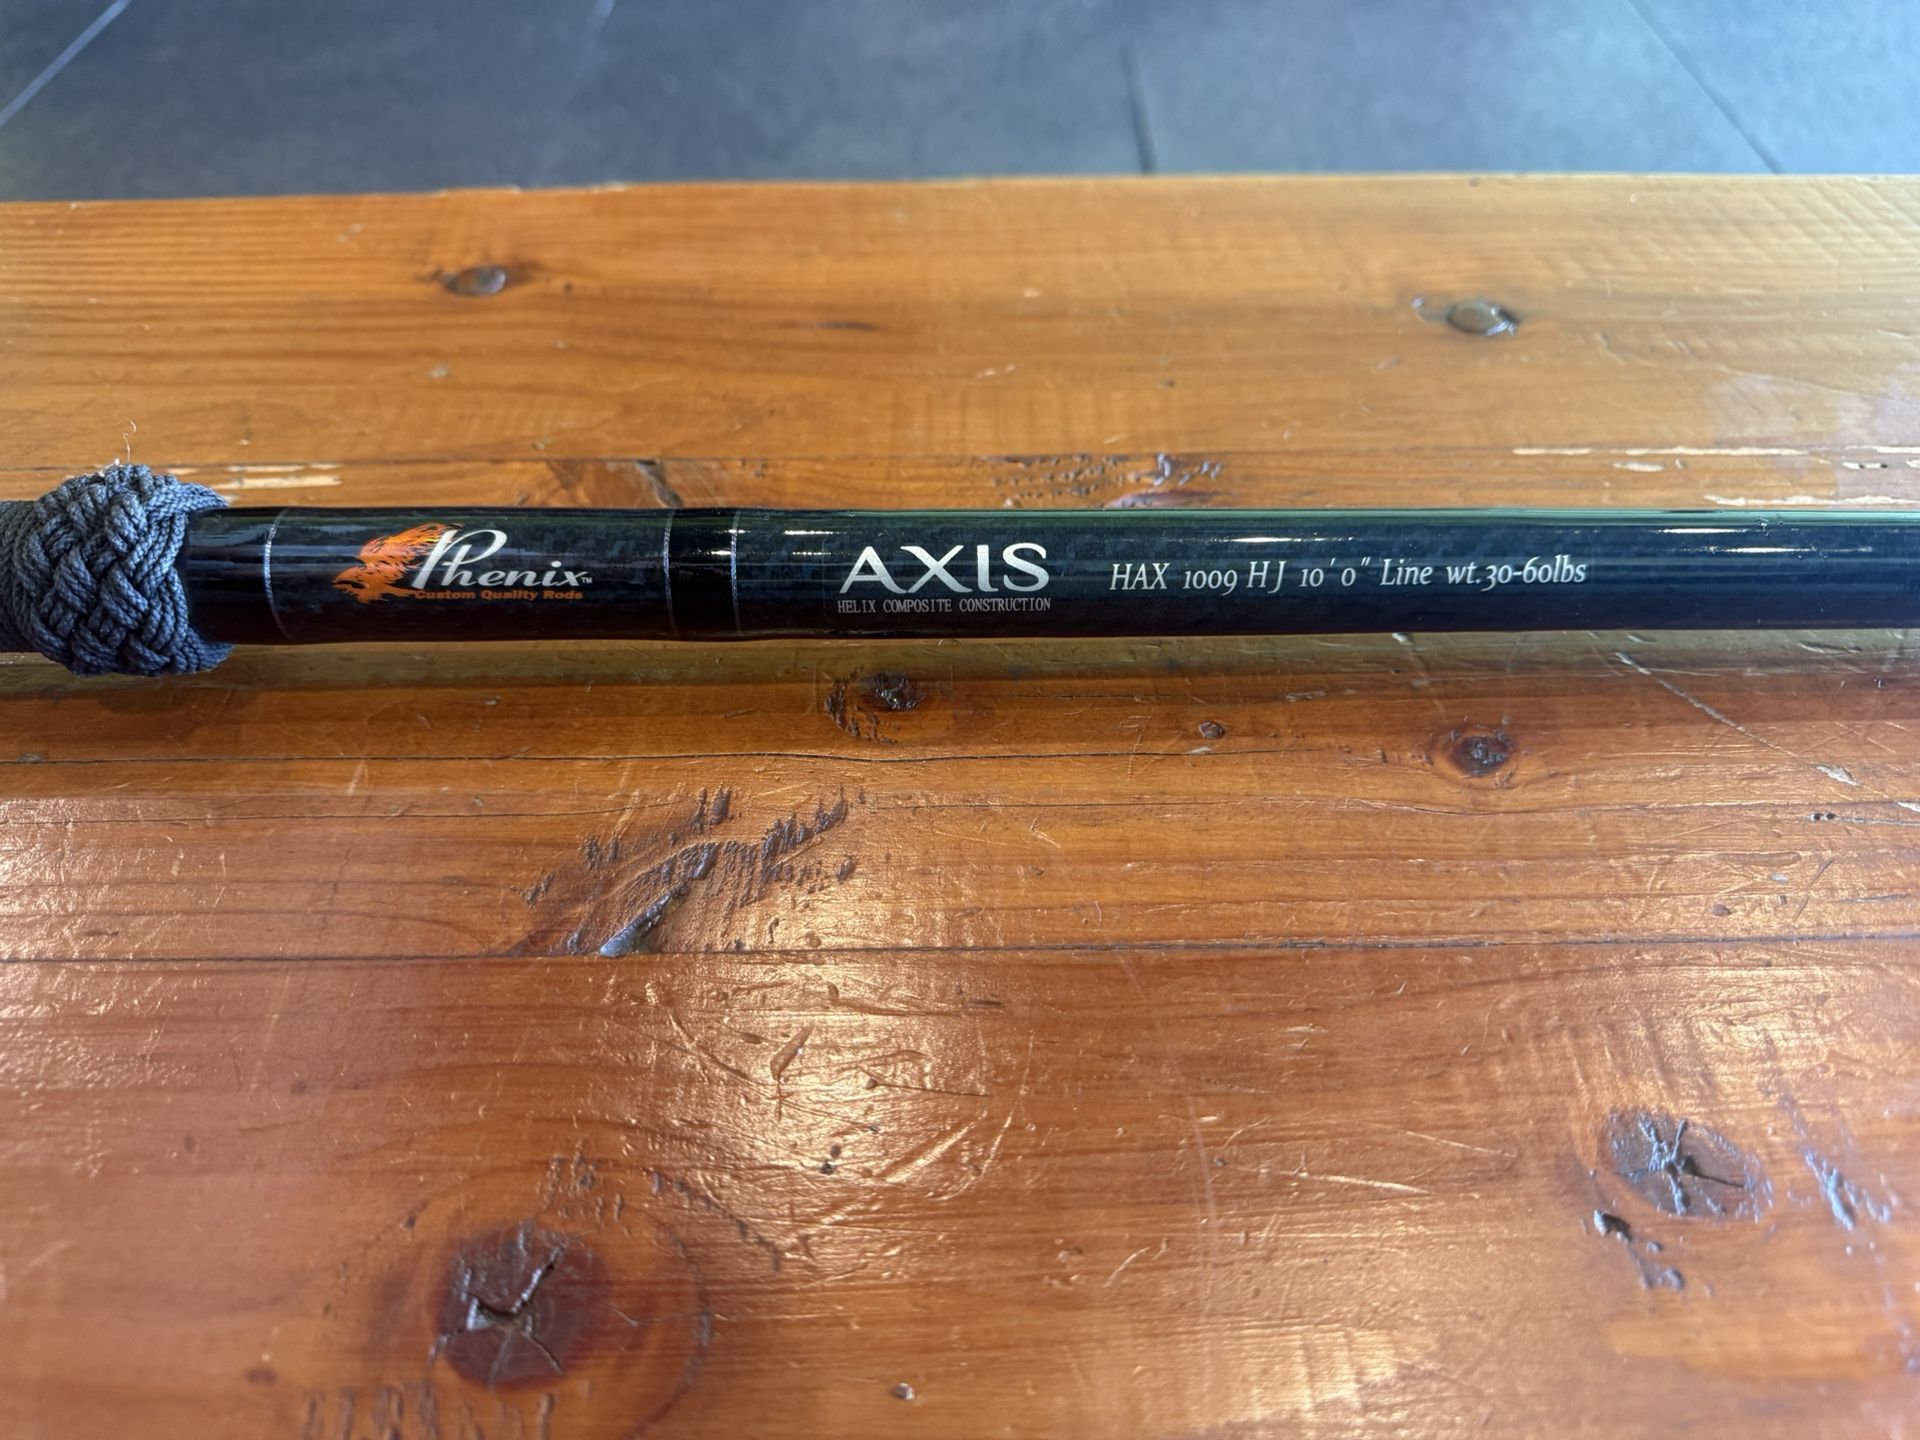 Phenix™
Custom Quality Rods
AXIS
HELIX COMPOSITE CONSTRUCTION
HAX 1009 HJ 10'0" Line wt.30-60lbs